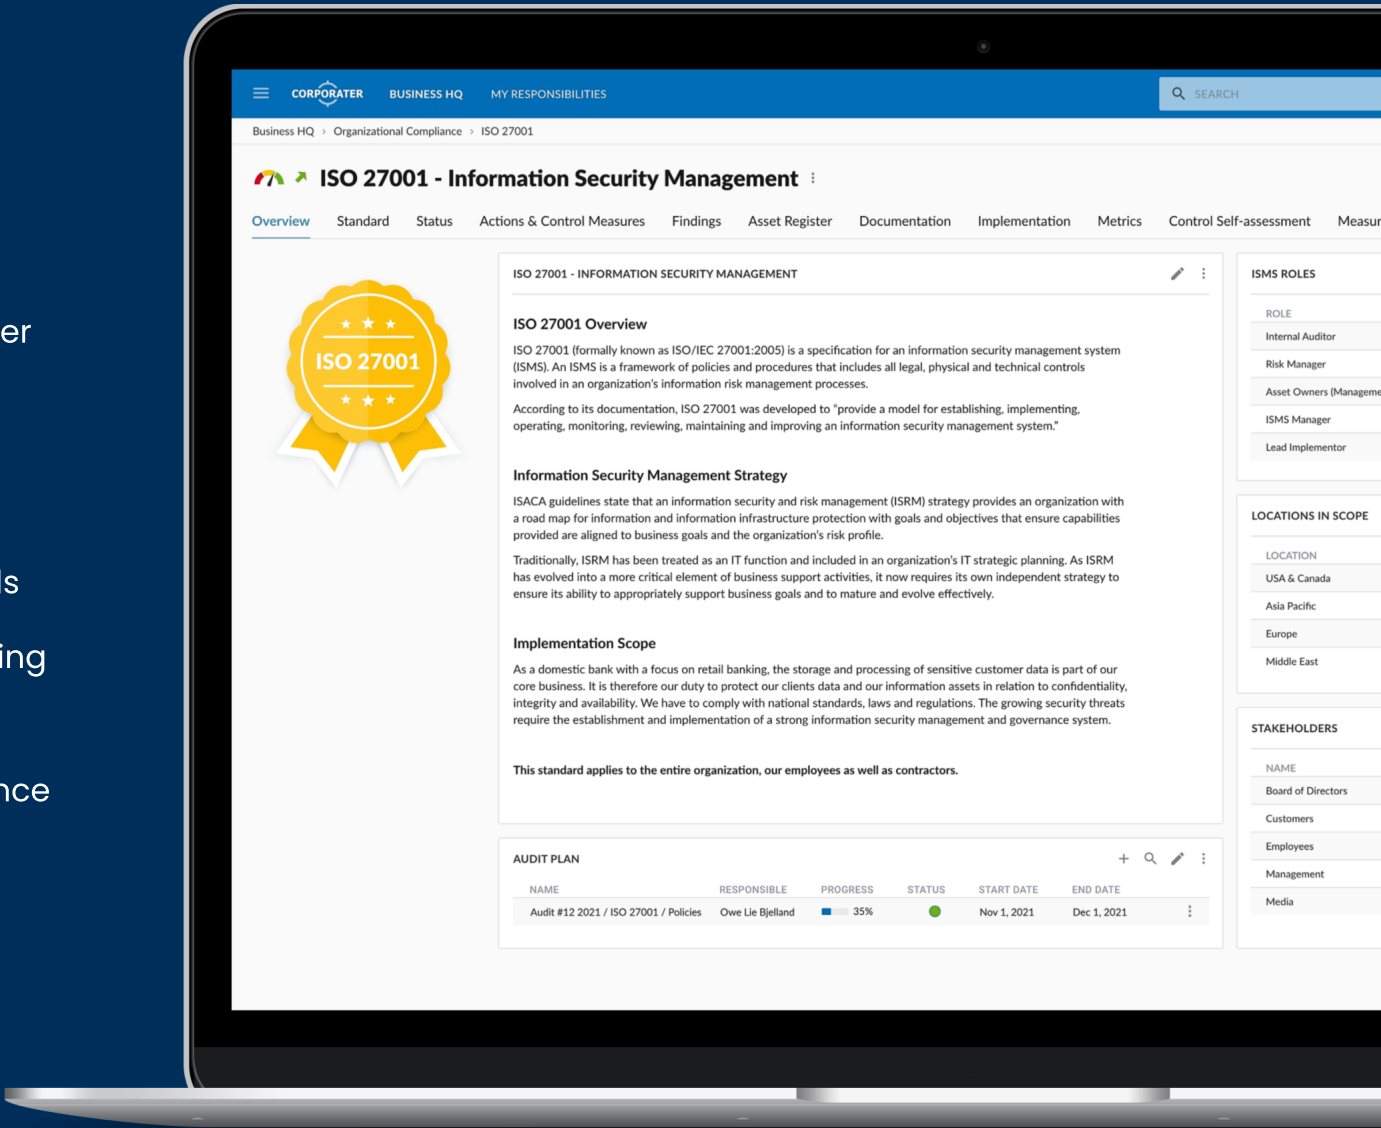 CORPORATER
BUSINESS HQ
MY RESPONSIBILITIES
SEARCH
Business HQ > Organizational Compliance > ISO 27001
ISO 27001 - Information Security Management
Overview Standard Status Actions & Control Measures Findings Asset Register Documentation Implementation Metrics Control Self-assessment Measur
er
ls
ing
nce
ISO 27001
ISO 27001 - INFORMATION SECURITY MANAGEMENT
ISO 27001 Overview
ISO 27001 (formally known as ISO/IEC 27001:2005) is a specification for an information security management system
(ISMS). An ISMS is a framework of policies and procedures that includes all legal, physical and technical controls
involved in an organization's information risk management processes.
According to its documentation, ISO 27001 was developed to "provide a model for establishing, implementing,
operating, monitoring, reviewing, maintaining and improving an information security management system."
Information Security Management Strategy
ISACA guidelines state that an information security and risk management (ISRM) strategy provides an organization with
a road map for information and information infrastructure protection with goals and objectives that ensure capabilities
provided are aligned to business goals and the organization's risk profile.
Traditionally, ISRM has been treated as an IT function and included in an organization's IT strategic planning. As ISRM
has evolved into a more critical element of business support activities, it now requires its own independent strategy to
ensure its ability to appropriately support business goals and to mature and evolve effectively.
Implementation Scope
As a domestic bank with a focus on retail banking, the storage and processing of sensitive customer data is part of our
core business. It is therefore our duty to protect our clients data and our information assets in relation to confidentiality,
integrity and availability. We have to comply with national standards, laws and regulations. The growing security threats
require the establishment and implementation of a strong information security management and governance system.
This standard applies to the entire organization, our employees as well as contractors.
AUDIT PLAN
NAME RESPONSIBLE PROGRESS STATUS START DATE END DATE
Audit #12 2021 / ISO 27001 / Policies Owe Lie Bjelland 35% Nov 1, 2021 Dec 1, 2021
ISMS ROLES
ROLE
Internal Auditor
Risk Manager
Asset Owners (Manageme
ISMS Manager
Lead Implementor
LOCATIONS IN SCOPE
LOCATION
USA & Canada
Asia Pacific
Europe
Middle East
STAKEHOLDERS
NAME
Board of Directors
Customers
Employees
Management
Media